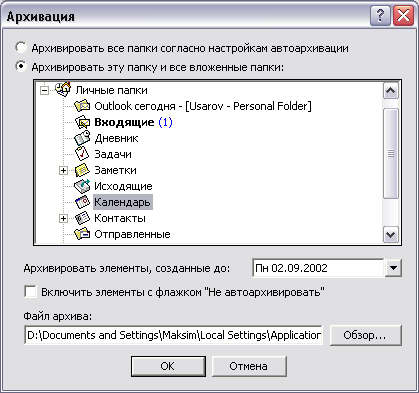 Архивация
Архивировать все папки согласно настройкам автоархивации
Архивировать эту папку и все вложенные папки:
Личные папки
Outlook сегодня - [Usarov - Personal Folder]
Входящие (1)
Дневник
Задачи
Заметки
Исходящие
Календарь
Контакты
Отправленные
Архивировать элементы, созданные до: Пн 02.09.2002
Включить элементы с флажком "Не автоархивировать"
Файл архива:
D:\Documents and Settings\Maksim\Local Settings\Application Обзор...
OK Отмена